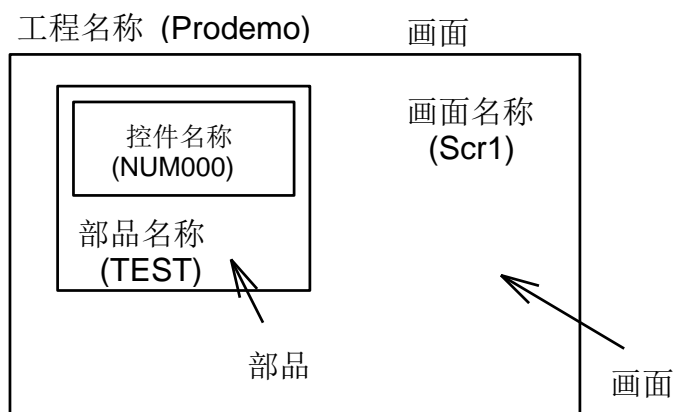 工程名称 (Prodemo) 画面
控件名称
(NUM000)
画面名称
(Scr1)
部品名称
(TEST)
部品
画面